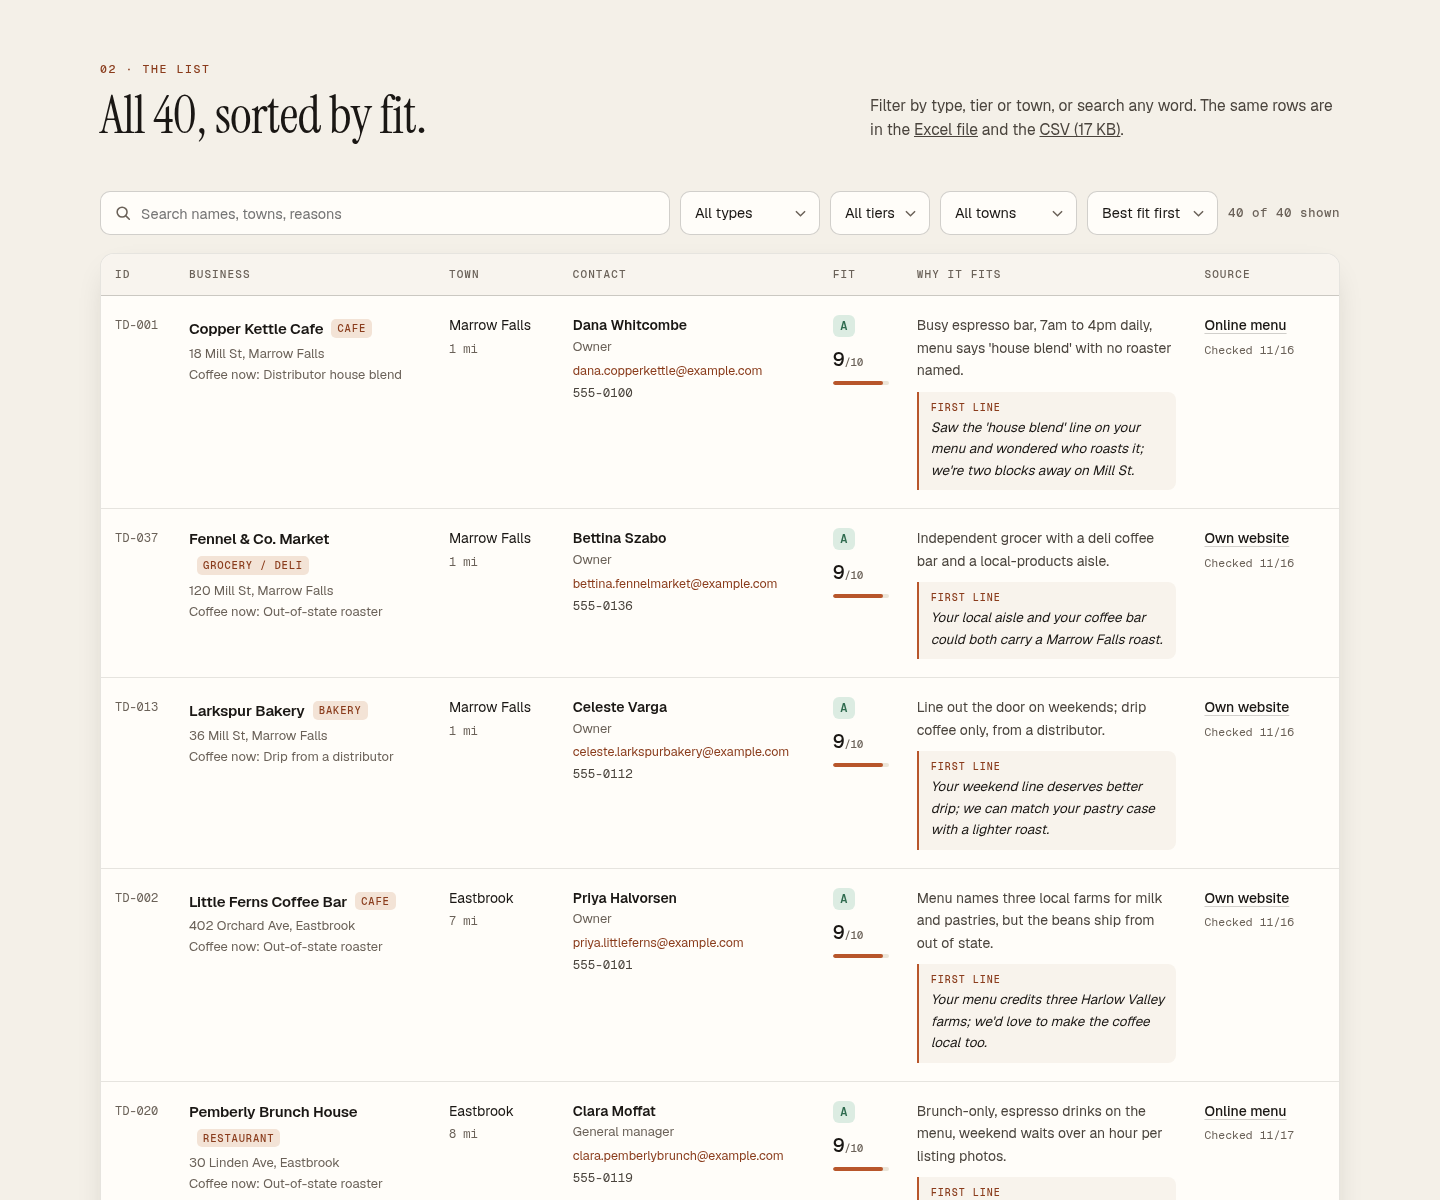 02 · THE LIST
All 40, sorted by fit.
Filter by type, tier or town, or search any word. The same rows are
in the Excel file and the CSV (17 KB).
Search names, towns, reasons
All types
All tiers
All towns
Best fit first
40 of 40 shown
ID BUSINESS TOWN CONTACT FIT WHY IT FITS SOURCE
TD-001
Copper Kettle Cafe CAFE
18 Mill St, Marrow Falls
Coffee now: Distributor house blend
Marrow Falls
1 mi
Dana Whitcombe
Owner
dana.copperkettle@example.com
555-0100
A
9/10
Busy espresso bar, 7am to 4pm daily,
menu says 'house blend' with no roaster
named.
FIRST LINE
Saw the 'house blend' line on your
menu and wondered who roasts it;
we're two blocks away on Mill St.
Online menu
Checked 11/16
TD-037
Fennel & Co. Market
GROCERY / DELI
120 Mill St, Marrow Falls
Coffee now: Out-of-state roaster
Marrow Falls
1 mi
Bettina Szabo
Owner
bettina.fennelmarket@example.com
555-0136
A
9/10
Independent grocer with a deli coffee
bar and a local-products aisle.
FIRST LINE
Your local aisle and your coffee bar
could both carry a Marrow Falls roast.
Own website
Checked 11/16
TD-013
Larkspur Bakery BAKERY
36 Mill St, Marrow Falls
Coffee now: Drip from a distributor
Marrow Falls
1 mi
Celeste Varga
Owner
celeste.larkspurbakery@example.com
555-0112
A
9/10
Line out the door on weekends; drip
coffee only, from a distributor.
FIRST LINE
Your weekend line deserves better
drip; we can match your pastry case
with a lighter roast.
Own website
Checked 11/16
TD-002
Little Ferns Coffee Bar CAFE
402 Orchard Ave, Eastbrook
Coffee now: Out-of-state roaster
Eastbrook
7 mi
Priya Halvorsen
Owner
priya.littleferns@example.com
555-0101
A
9/10
Menu names three local farms for milk
and pastries, but the beans ship from
out of state.
FIRST LINE
Your menu credits three Harlow Valley
farms; we'd love to make the coffee
local too.
Own website
Checked 11/16
TD-020
Pemberly Brunch House
RESTAURANT
30 Linden Ave, Eastbrook
Coffee now: Out-of-state roaster
Eastbrook
8 mi
Clara Moffat
General manager
clara.pemberlybrunch@example.com
555-0119
A
9/10
Brunch-only, espresso drinks on the
menu, weekend waits over an hour per
listing photos.
FIRST LINE
Online menu
Checked 11/17